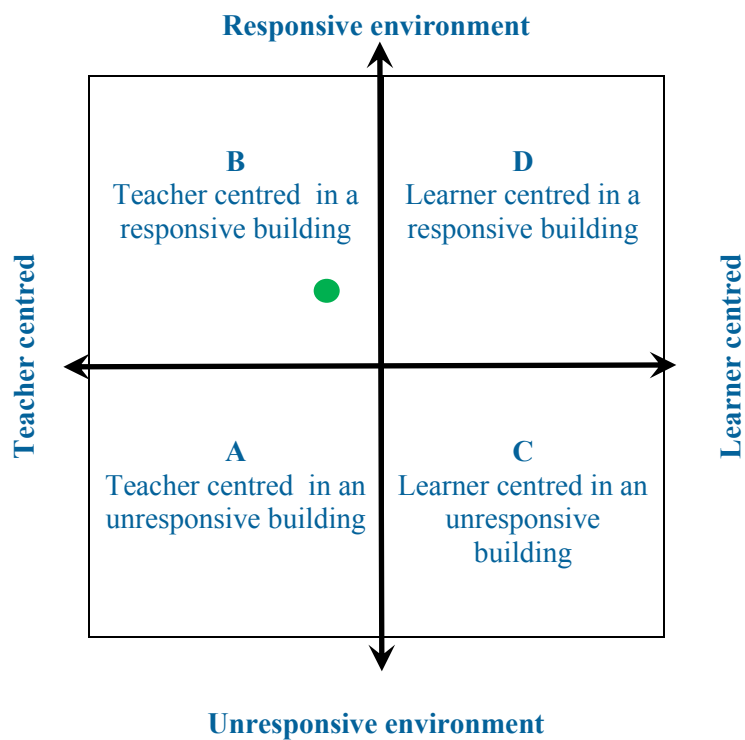 Responsive environment
B
Teacher centred in a
responsive building
D
Learner centred in a
responsive building
Teacher centred
Learner centred
A
Teacher centred in an
unresponsive building
C
Learner centred in an
unresponsive
building
Unresponsive environment